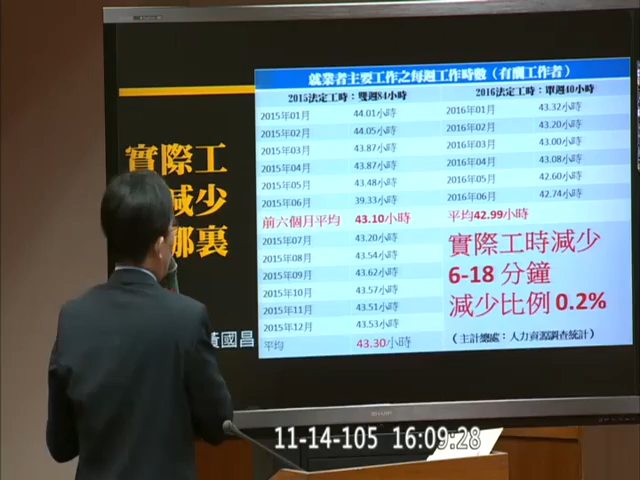 就業者主要工作之每週工作時數（有酬工作者）
2015法定工時：雙週84小時 2016法定工時：單週40小時
2015年01月 44.01小時 2016年01月 43.32小時
2015年02月 44.05小時 2016年02月 43.20小時
2015年03月 43.87小時 2016年03月 43.00小時
2015年04月 43.87小時 2016年04月 43.08小時
2015年05月 43.48小時 2016年05月 42.60小時
2015年06月 39.33小時 2016年06月 42.74小時
前六個月平均 43.10小時 平均42.99小時
2015年07月 43.20小時
2015年08月 43.54小時
2015年09月 43.62小時
2015年10月 43.57小時
2015年11月 43.51小時
2015年12月 43.53小時
平均 43.30小時
實際工時減少
6-18 分鐘
減少比例 0.2%
（主計總處：人力資源調查統計）
實際工
減少
那裏
黃國昌
SHARP
11-14-105 16:09:28